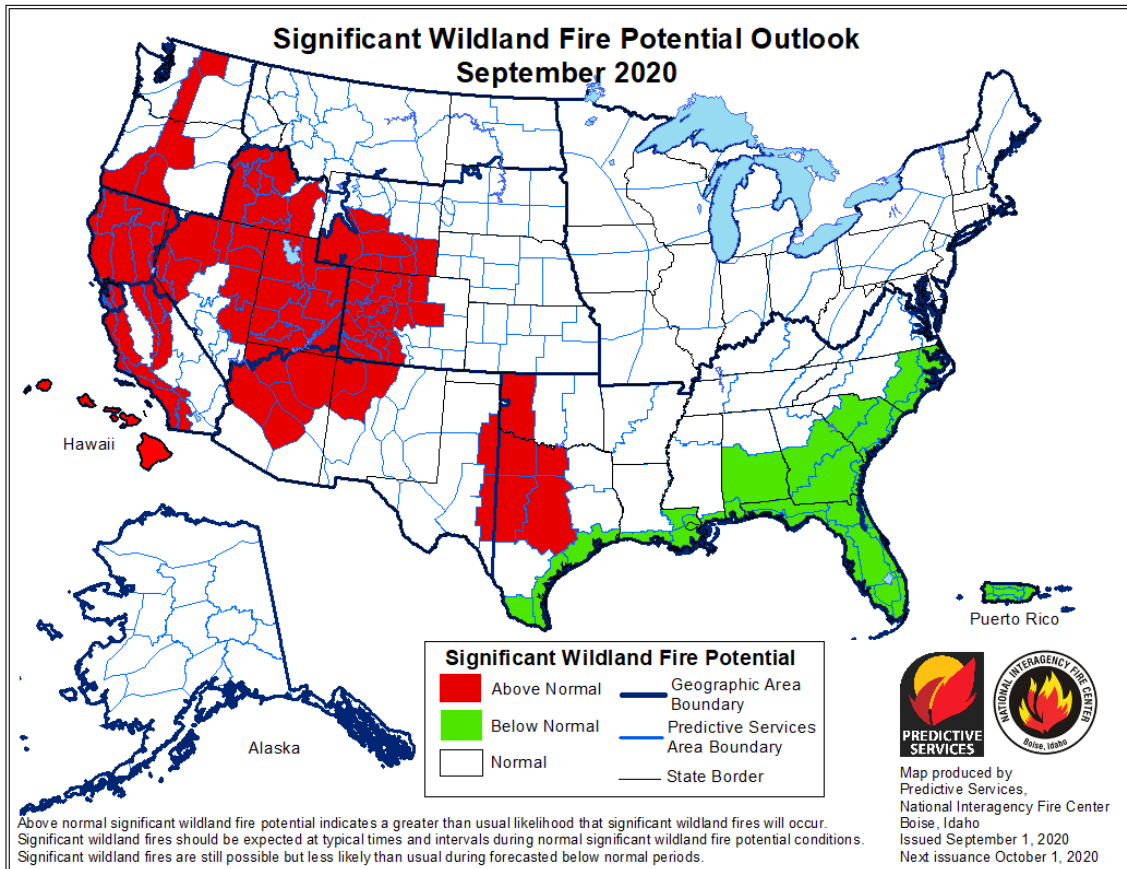 Significant Wildland Fire Potential Outlook
September 2020
Hawaii
Alaska
Puerto Rico
Significant Wildland Fire Potential
Above Normal
Below Normal
Normal
Geographic Area
Boundary
Predictive Services
Area Boundary
State Border
PREDICTIVE
SERVICES
NATIONAL INTERAGENCY FIRE CENTER
Boise, Idaho
Map produced by
Predictive Services,
National Interagency Fire Center
Boise, Idaho
Issued September 1, 2020
Next issuance October 1, 2020
Above normal significant wildland fire potential indicates a greater than usual likelihood that significant wildland fires will occur.
Significant wildland fires should be expected at typical times and intervals during normal significant wildland fire potential conditions.
Significant wildland fires are still possible but less likely than usual during forecasted below normal periods.